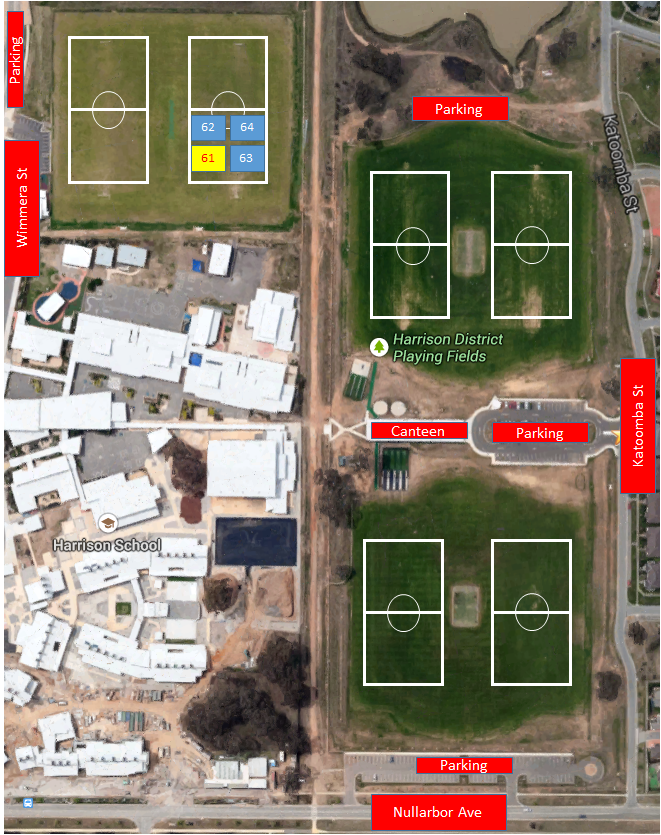 Parking
Parking
62
64
61
63
Wimmera St
Katoomba St
Harrison District
Playing Fields
Katoomba St
Canteen
Parking
Harrison School
Parking
Nullarbor Ave